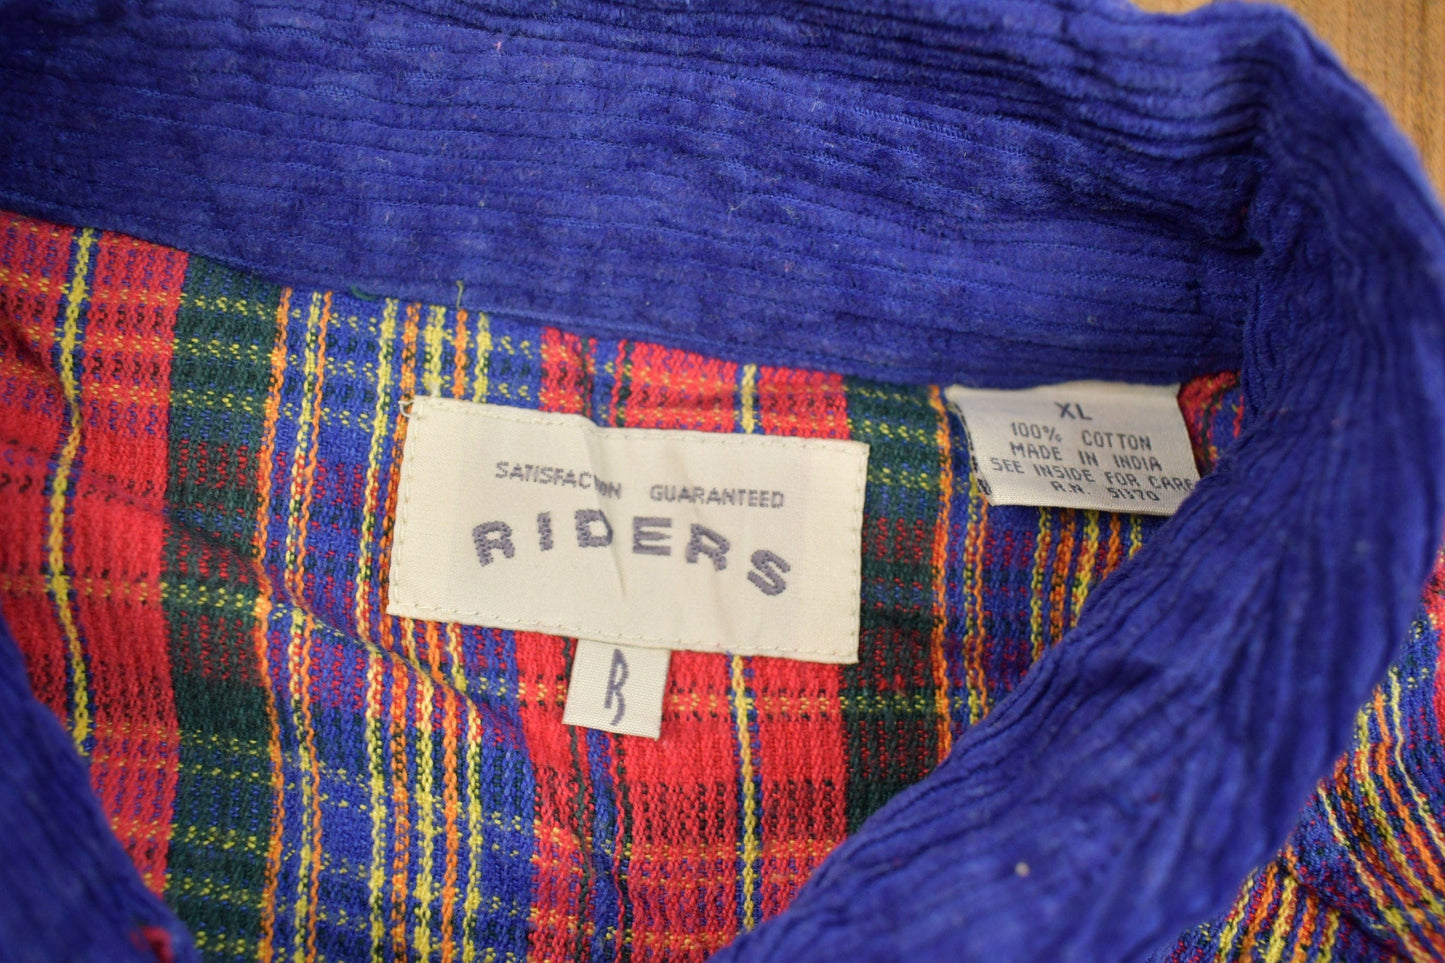 SATISFACTION GUARANTEED
RIDERS
R
XL
100% COTTON
MADE IN INDIA
SEE INSIDE FOR CARE
R.N. 51370